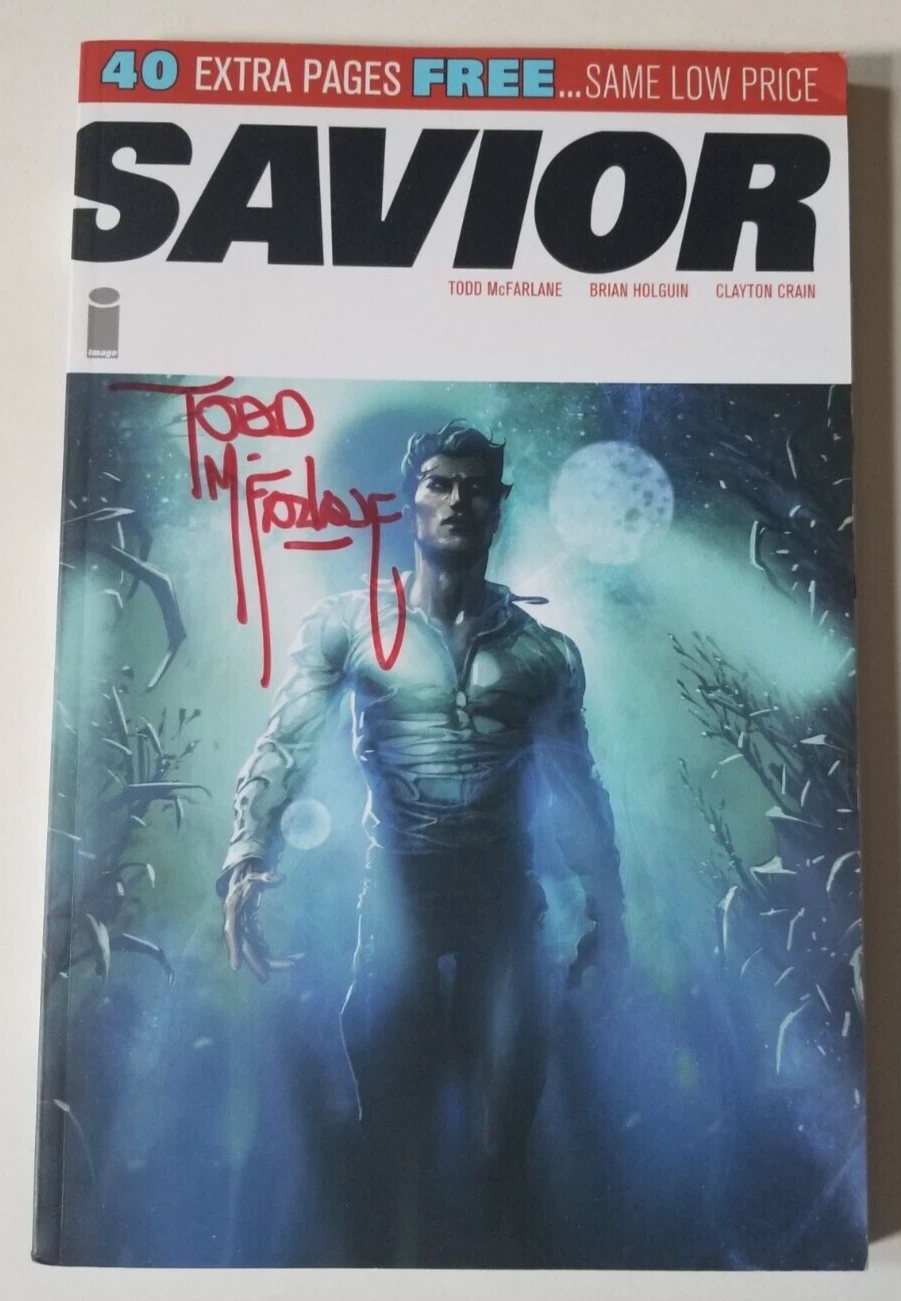 40 EXTRA PAGES FREE...SAME LOW PRICE
SAVIOR
TODD McFARLANE BRIAN HOLGUIN CLAYTON CRAIN
image
TODD
McFarlane